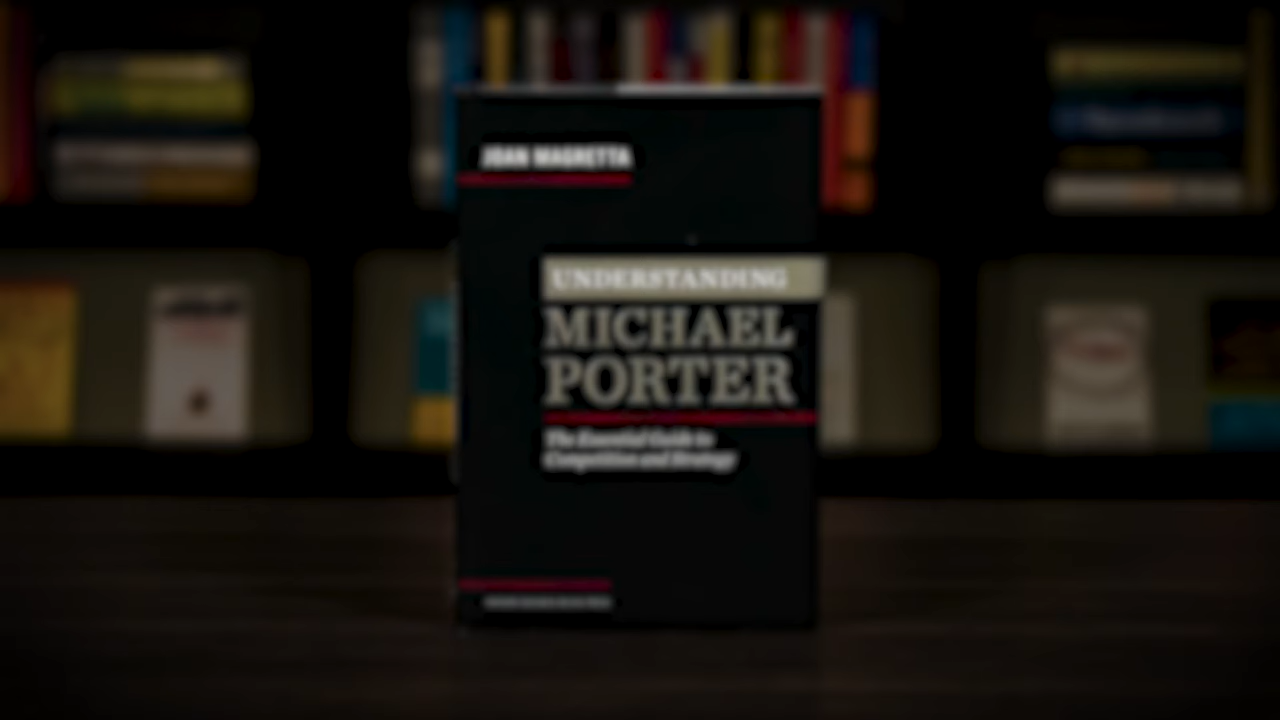 JOAN MAGRETTA
UNDERSTANDING
MICHAEL
PORTER
The Essential Guide to
Competition and Strategy